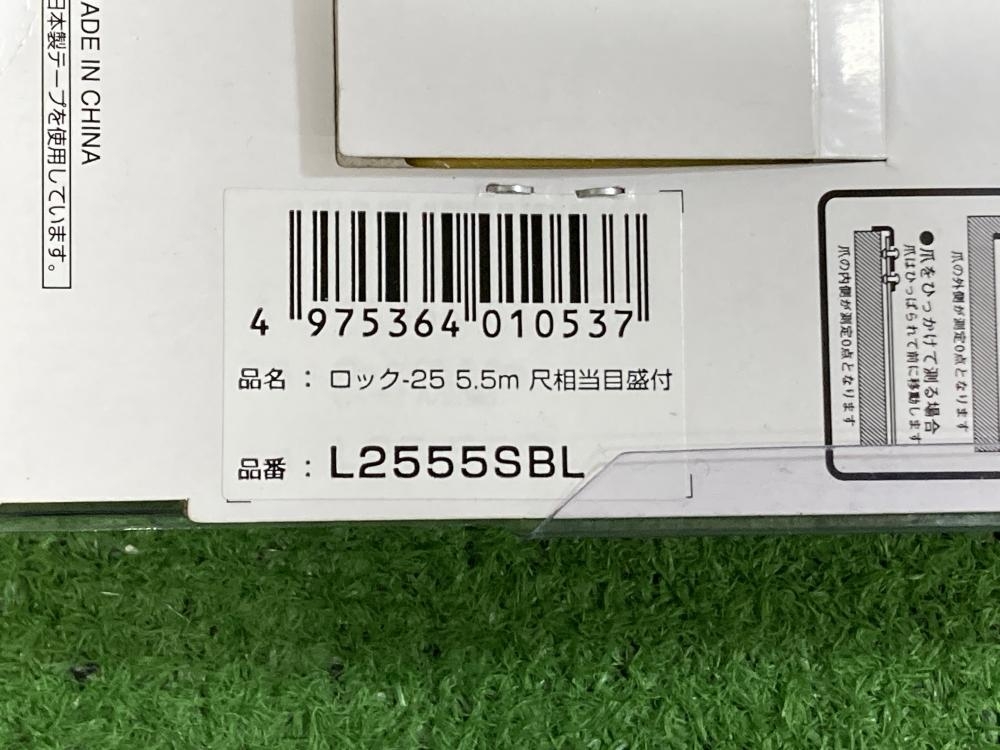 MADE IN CHINA
日本製テープを使用しています。
4 975364 010537
品名 : ロック-25 5.5m 尺相当目盛付
品番 : L2555SBL
●爪をひっかけて測る場合
爪はひっぱられて前に移動します
爪の内側が測定0点となります
爪の外側が測定0点となります